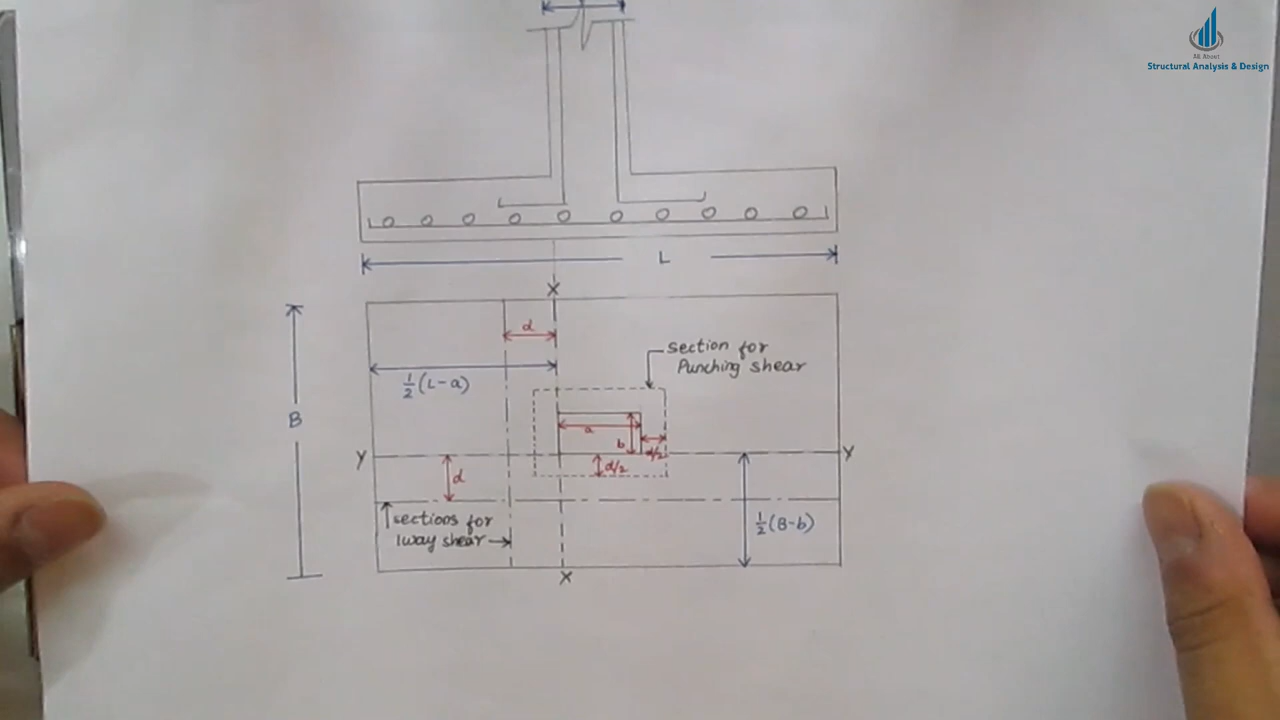 All About
Structural Analysis & Design
L
X
d
section for
Punching shear
½(L-a)
B
a
b
d/2
Y
Y
d
d/2
sections for
1way shear
½(B-b)
X